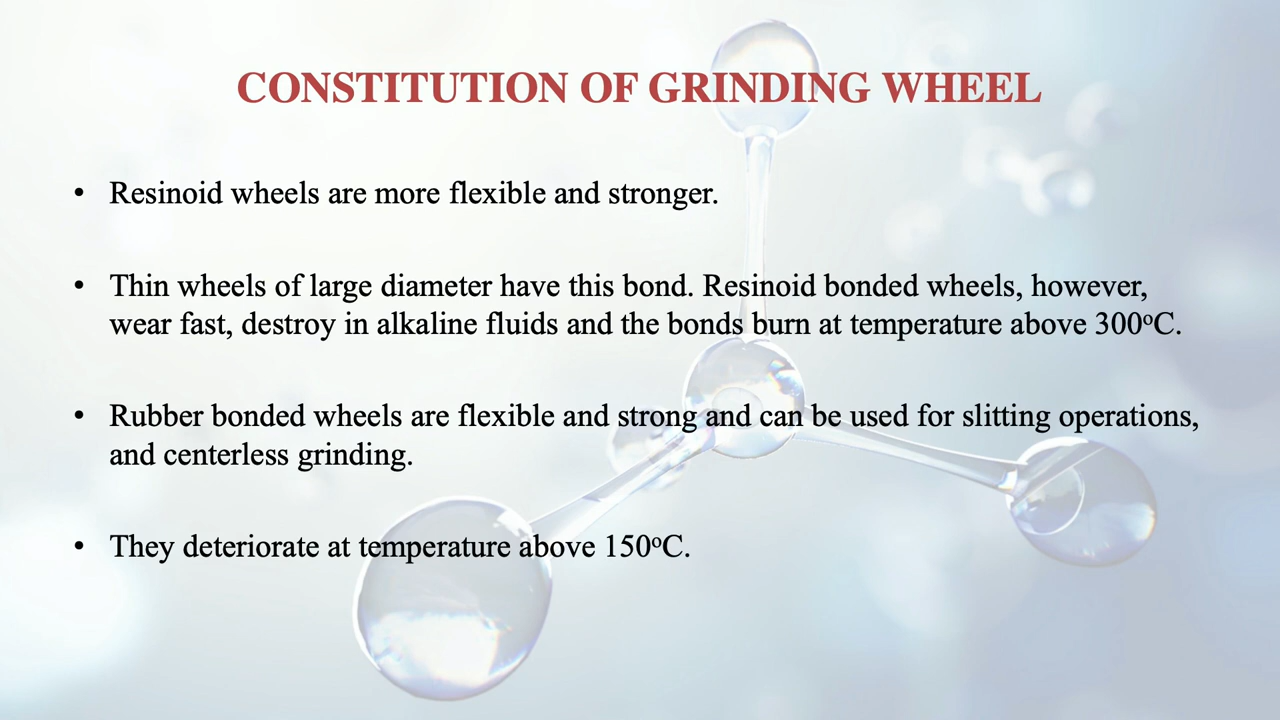 CONSTITUTION OF GRINDING WHEEL
• Resinoid wheels are more flexible and stronger.
• Thin wheels of large diameter have this bond. Resinoid bonded wheels, however,
wear fast, destroy in alkaline fluids and the bonds burn at temperature above 300ºC.
• Rubber bonded wheels are flexible and strong and can be used for slitting operations,
and centerless grinding.
• They deteriorate at temperature above 150ºC.